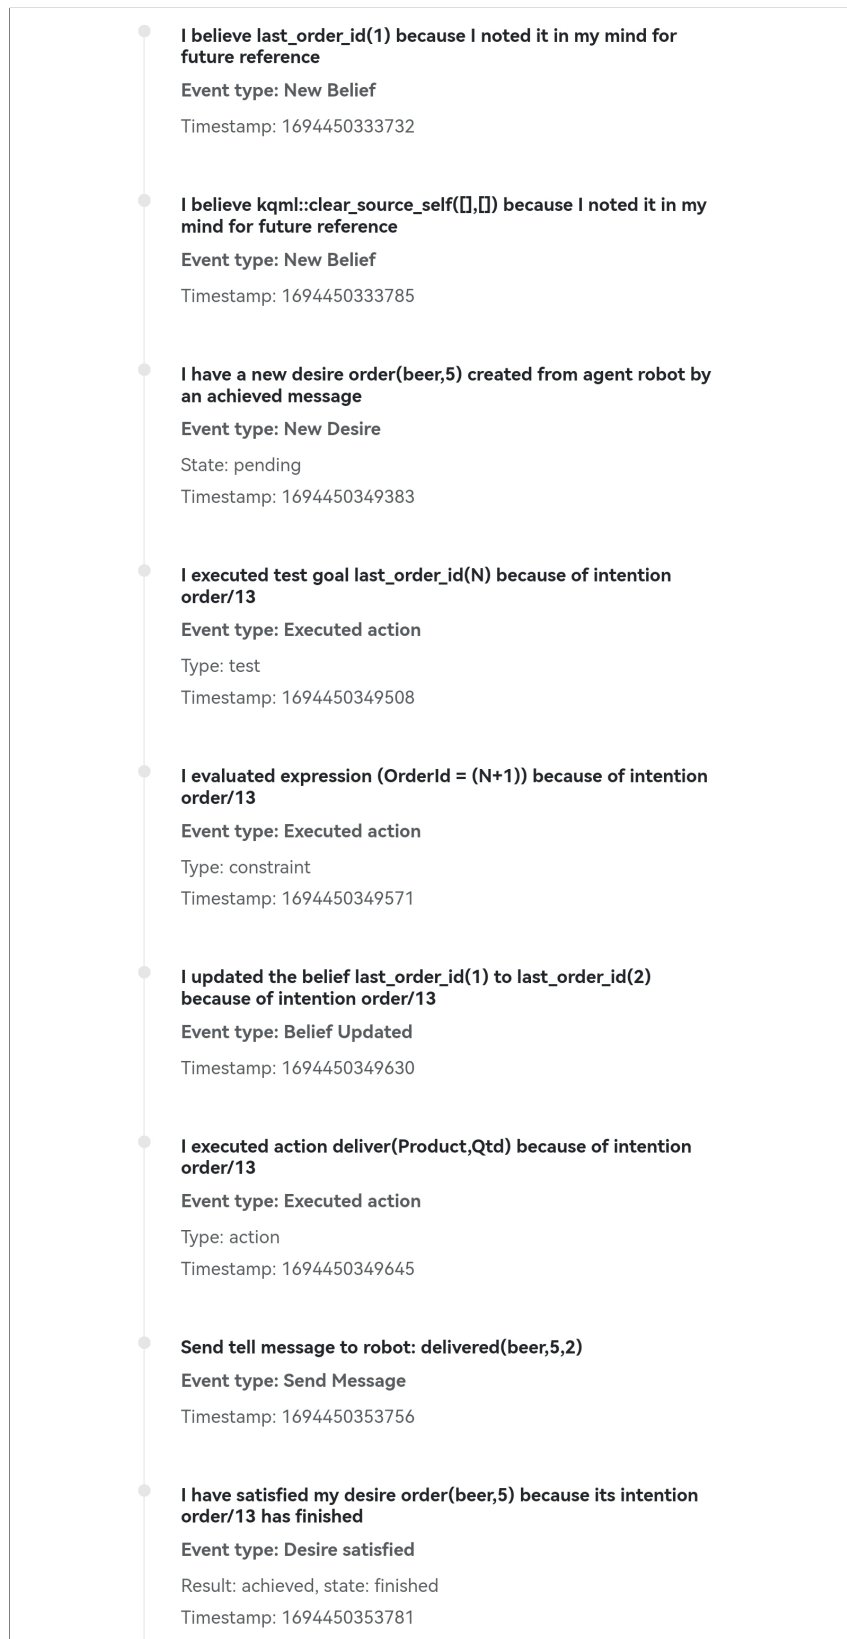 I believe last_order_id(1) because I noted it in my mind for
future reference
Event type: New Belief
Timestamp: 1694450333732
I believe kqml::clear_source_self([],[]) because I noted it in my
mind for future reference
Event type: New Belief
Timestamp: 1694450333785
I have a new desire order(beer,5) created from agent robot by
an achieved message
Event type: New Desire
State: pending
Timestamp: 1694450349383
I executed test goal last_order_id(N) because of intention
order/13
Event type: Executed action
Type: test
Timestamp: 1694450349508
I evaluated expression (OrderId = (N+1)) because of intention
order/13
Event type: Executed action
Type: constraint
Timestamp: 1694450349571
I updated the belief last_order_id(1) to last_order_id(2)
because of intention order/13
Event type: Belief Updated
Timestamp: 1694450349630
I executed action deliver(Product,Qtd) because of intention
order/13
Event type: Executed action
Type: action
Timestamp: 1694450349645
Send tell message to robot: delivered(beer,5,2)
Event type: Send Message
Timestamp: 1694450353756
I have satisfied my desire order(beer,5) because its intention
order/13 has finished
Event type: Desire satisfied
Result: achieved, state: finished
Timestamp: 1694450353781